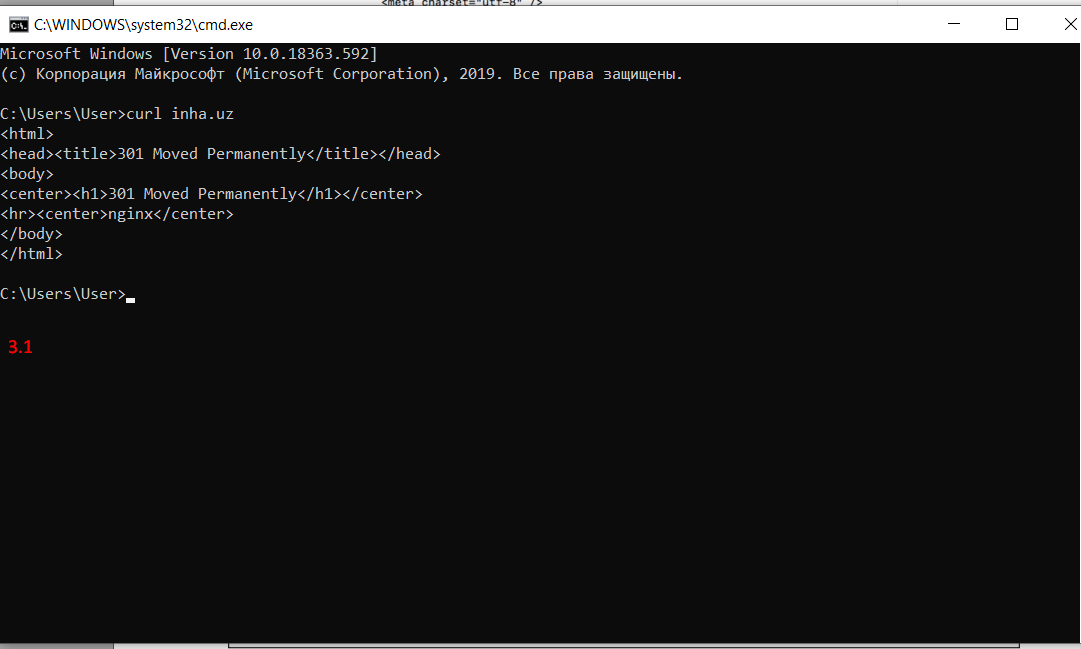 <meta charset="utf-8" />
C:\WINDOWS\system32\cmd.exe
Microsoft Windows [Version 10.0.18363.592]
(c) Корпорация Майкрософт (Microsoft Corporation), 2019. Все права защищены.
C:\Users\User>curl inha.uz
<html>
<head><title>301 Moved Permanently</title></head>
<body>
<center><h1>301 Moved Permanently</h1></center>
<hr><center>nginx</center>
</body>
</html>
C:\Users\User>
3.1